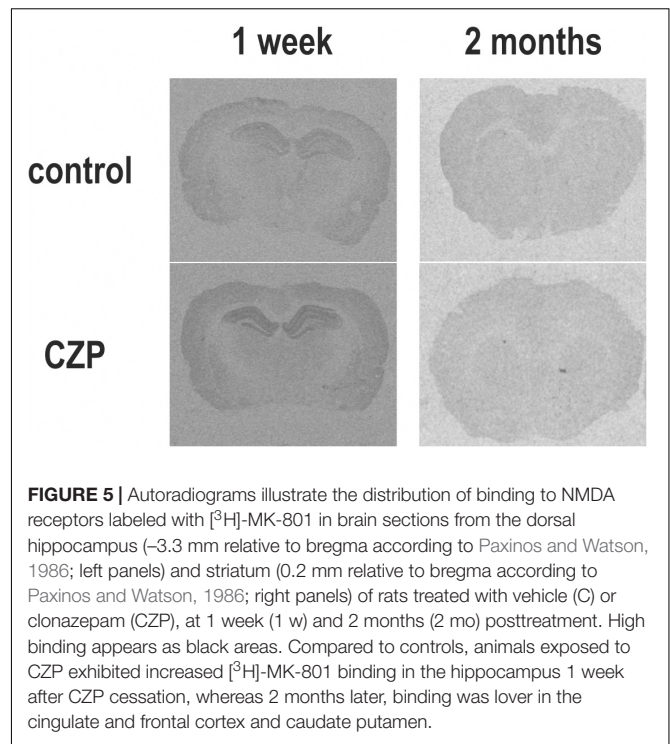 1 week 2 months
control
CZP
FIGURE 5 | Autoradiograms illustrate the distribution of binding to NMDA
receptors labeled with [³H]-MK-801 in brain sections from the dorsal
hippocampus (–3.3 mm relative to bregma according to Paxinos and Watson,
1986; left panels) and striatum (0.2 mm relative to bregma according to
Paxinos and Watson, 1986; right panels) of rats treated with vehicle (C) or
clonazepam (CZP), at 1 week (1 w) and 2 months (2 mo) posttreatment. High
binding appears as black areas. Compared to controls, animals exposed to
CZP exhibited increased [³H]-MK-801 binding in the hippocampus 1 week
after CZP cessation, whereas 2 months later, binding was lover in the
cingulate and frontal cortex and caudate putamen.